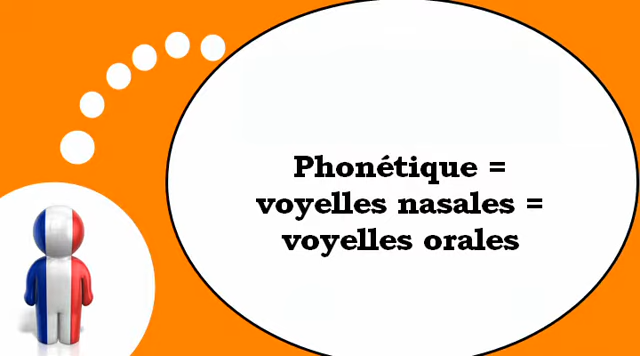 Phonétique =
voyelles nasales =
voyelles orales